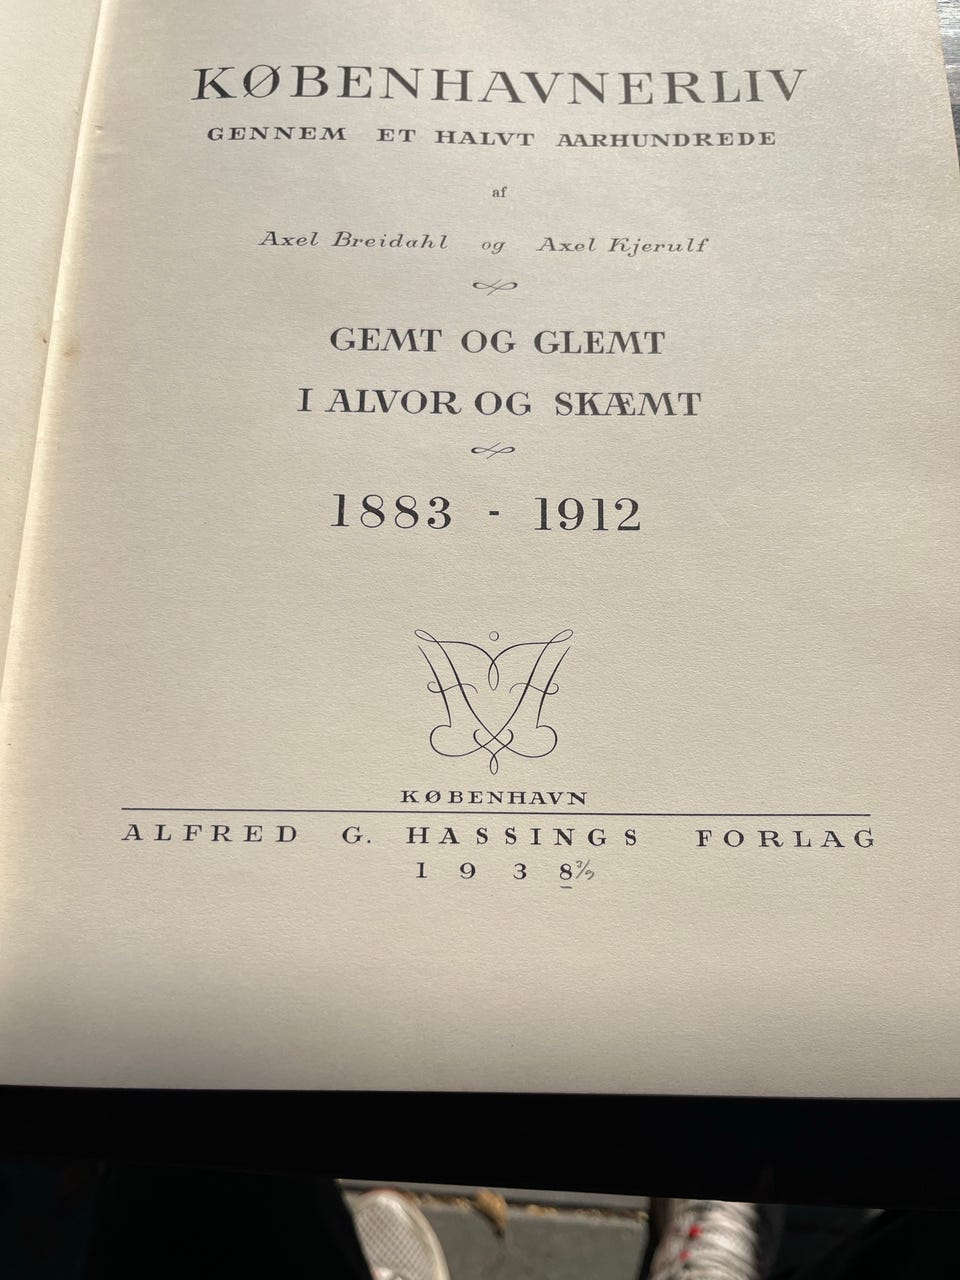 KØBENHAVNERLIV
GENNEM ET HALVT AARHUNDREDE
af
Axel Breidahl og Axel Kjerulf
GEMT OG GLEMT
I ALVOR OG SKÆMT
1883 - 1912
KØBENHAVN
ALFRED G. HASSINGS FORLAG
1938